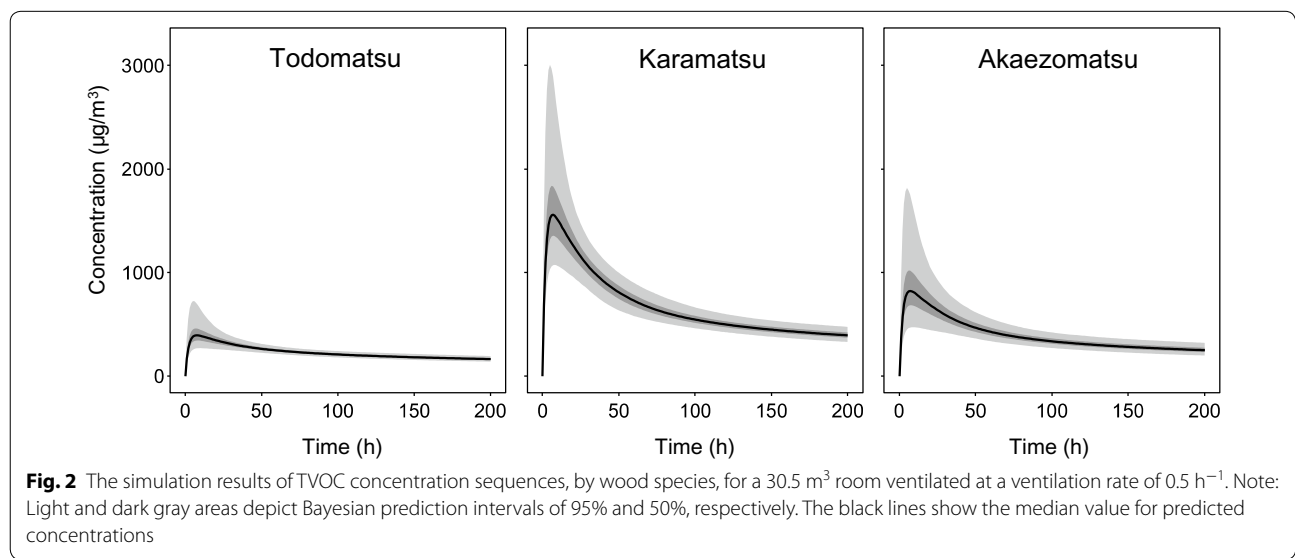 Todomatsu
Karamatsu
Akaezomatsu
Concentration (µg/m³)
3000
2000
1000
0
0 50 100 150 200
0 50 100 150 200
0 50 100 150 200
Time (h)
Time (h)
Time (h)
Fig. 2 The simulation results of TVOC concentration sequences, by wood species, for a 30.5 m³ room ventilated at a ventilation rate of 0.5 h⁻¹. Note:
Light and dark gray areas depict Bayesian prediction intervals of 95% and 50%, respectively. The black lines show the median value for predicted
concentrations